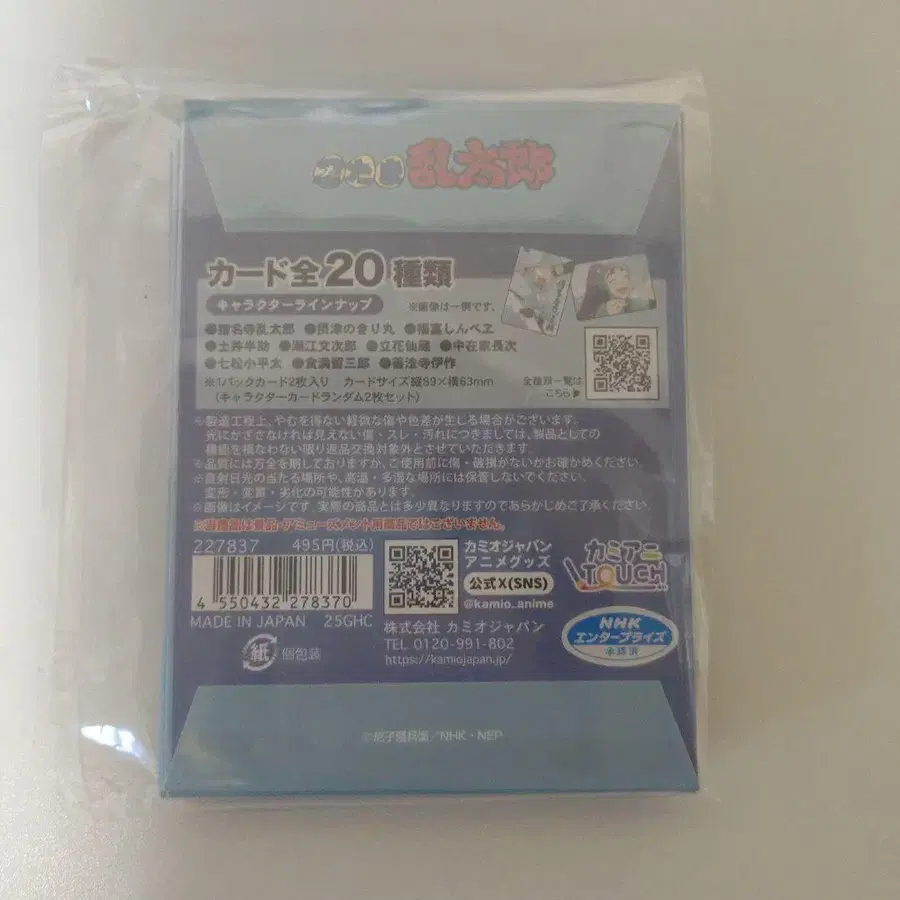 忍たま乱太郎
カード全20種類
キャラクターラインナップ
※画像は一例です。
●猪名寺乱太郎 ●摂津のきり丸 ●福富しんべヱ
●土井半助 ●潮江文次郎 ●立花仙蔵 ●中在家長次
●七松小平太 ●食満留三郎 ●善法寺伊作
※1パックカード2枚入り カードサイズ縦89×横63mm
(キャラクターカードランダム2枚セット)
全種類一覧は
こちら▶
※製造工程上、やむを得ない軽微な傷や色差が生じる場合がございます。
光にかざさなければ見えない傷・スレ・汚れにつきましては、製品としての
機能を損なわない限り返品交換対象外とさせていただきます。
※品質には万全を期しておりますが、ご使用前に傷・破損がないかお確かめください。
※直射日光の当たる場所や、高温・多湿な場所には保管しないでください。
変形・変質・劣化の可能性があります。
※画像はイメージです。実際の商品とは多少異なりますのであらかじめご了承ください。
※当商品は景品・アミューズメント用商品ではございません。
227837 495円(税込)
4 550432 278370
MADE IN JAPAN 25GHC
紙 個包装
カミオジャパン
アニメグッズ
公式X(SNS)
@kamio_anime
株式会社 カミオジャパン
TEL 0120-991-802
https://kamiojapan.jp/
カミアニ
TOUCH
NHK
エンタープライズ
承認済
©尼子騒兵衛/NHK・NEP